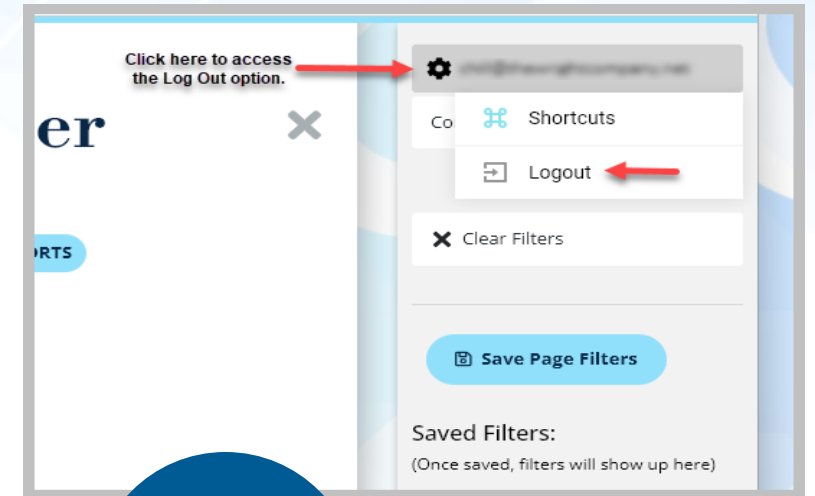 Click here to access
the Log Out option.
er
Co
Shortcuts
Logout
ORTS
Clear Filters
Save Page Filters
Saved Filters:
(Once saved, filters will show up here)